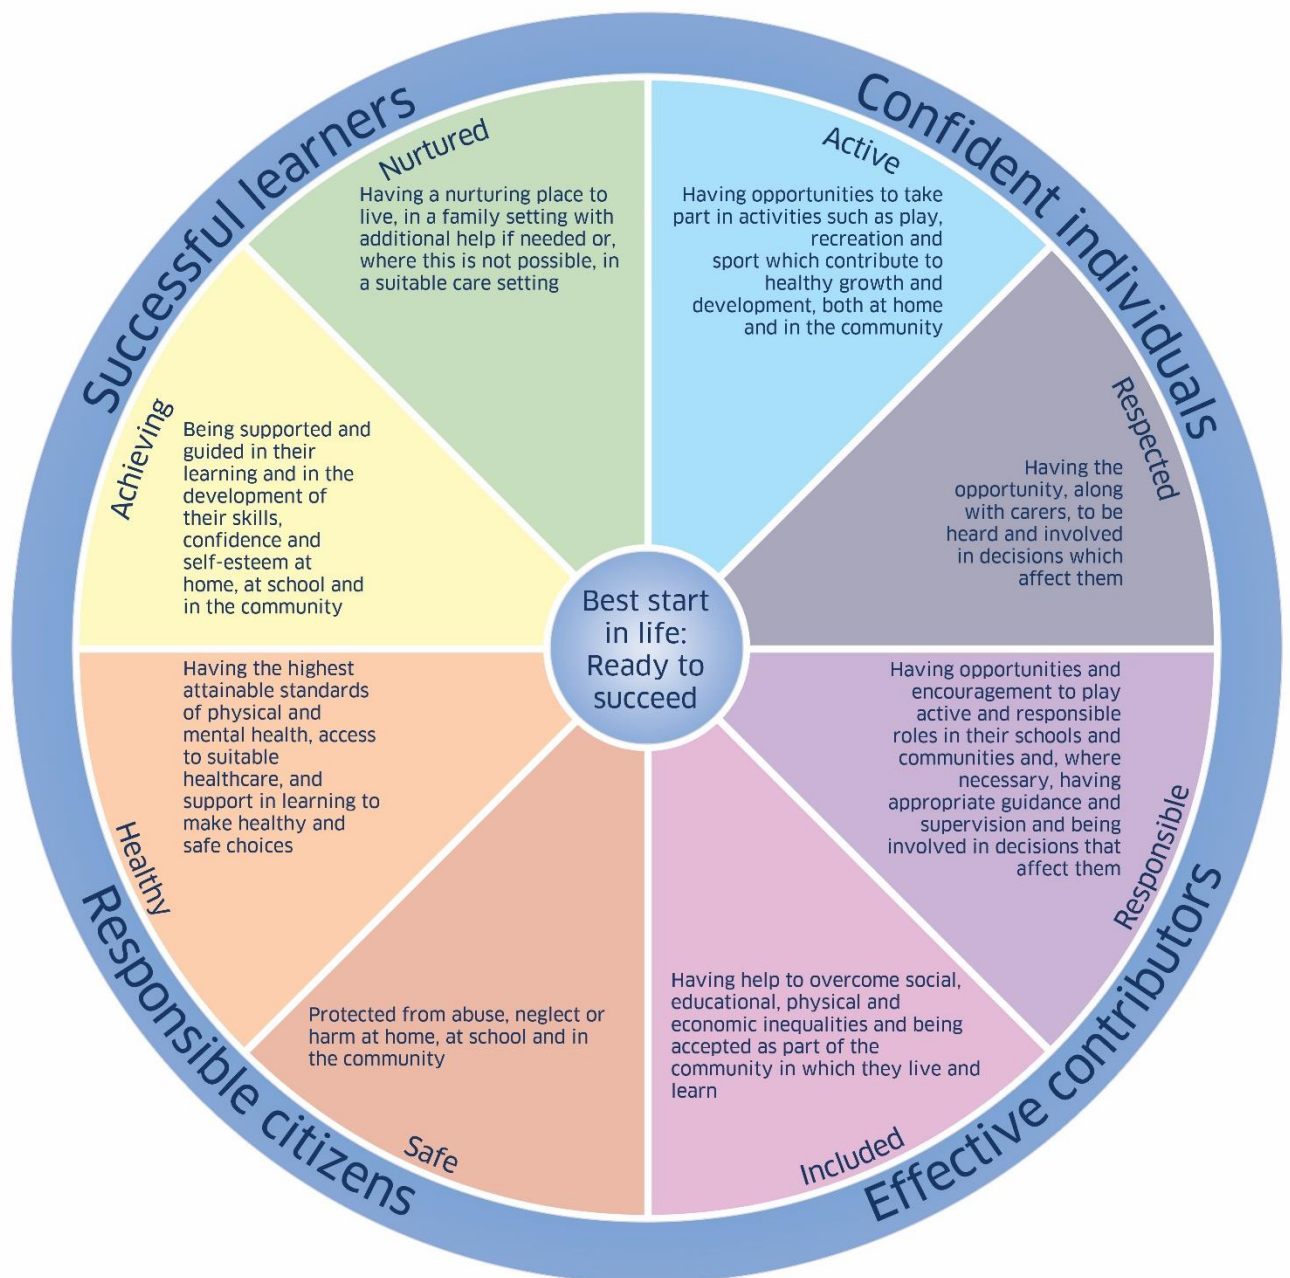 Successful learners
Confident individuals
Nurtured
Having a nurturing place to
live, in a family setting with
additional help if needed or,
where this is not possible, in
a suitable care setting
Active
Having opportunities to take
part in activities such as play,
recreation and
sport which contribute to
healthy growth and
development, both at home
and in the community
Achieving
Being supported and
guided in their
learning and in the
development of
their skills,
confidence and
self-esteem at
home, at school and
in the community
Respected
Having the
opportunity, along
with carers, to be
heard and involved
in decisions which
affect them
Best start
in life:
Ready to
succeed
Healthy
Having the highest
attainable standards
of physical and
mental health, access
to suitable
healthcare, and
support in learning to
make healthy and
safe choices
Responsible
Having opportunities and
encouragement to play
active and responsible
roles in their schools and
communities and, where
necessary, having
appropriate guidance and
supervision and being
involved in decisions that
affect them
Protected from abuse, neglect or
harm at home, at school and in
the community
Safe
Having help to overcome social,
educational, physical and
economic inequalities and being
accepted as part of the
community in which they live and
learn
Included
Responsible citizens
Effective contributors